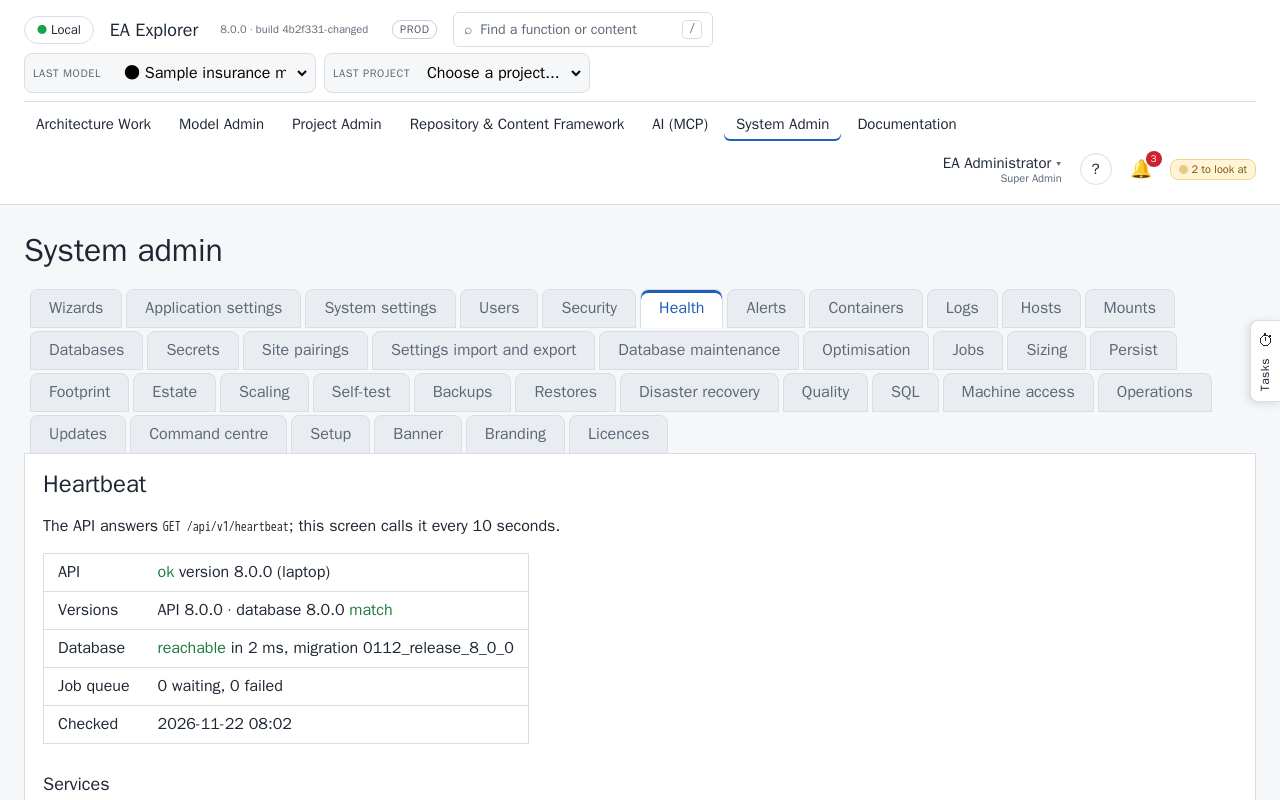 Local EA Explorer 8.0.0 · build 4b2f331-changed PROD Find a function or content /
LAST MODEL Sample insurance m LAST PROJECT Choose a project...
Architecture Work Model Admin Project Admin Repository & Content Framework AI (MCP) System Admin Documentation
EA Administrator ▾ ? 3 2 to look at
Super Admin
System admin
Wizards Application settings System settings Users Security Health Alerts Containers Logs Hosts Mounts
Databases Secrets Site pairings Settings import and export Database maintenance Optimisation Jobs Sizing Persist
Footprint Estate Scaling Self-test Backups Restores Disaster recovery Quality SQL Machine access Operations
Updates Command centre Setup Banner Branding Licences
Tasks
Heartbeat
The API answers GET /api/v1/heartbeat; this screen calls it every 10 seconds.
API ok version 8.0.0 (laptop)
Versions API 8.0.0 · database 8.0.0 match
Database reachable in 2 ms, migration 0112_release_8_0_0
Job queue 0 waiting, 0 failed
Checked 2026-11-22 08:02
Services